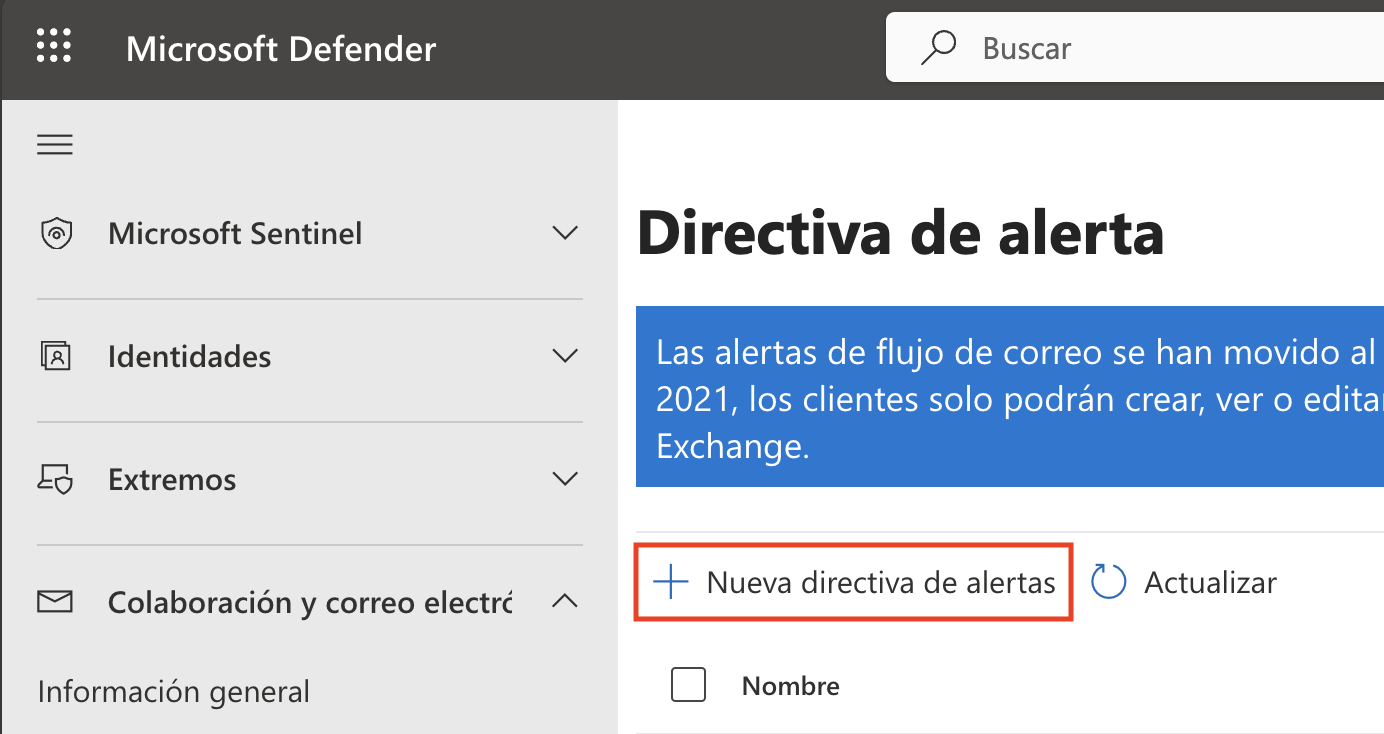 Microsoft Defender
Buscar
Microsoft Sentinel
Identidades
Extremos
Colaboración y correo
Información general
Directiva de alerta
Las alertas de flujo de correo se han movido al
2021, los clientes solo podrán crear, ver o editar
Exchange.
Nueva directiva de alertas
Actualizar
Nombre